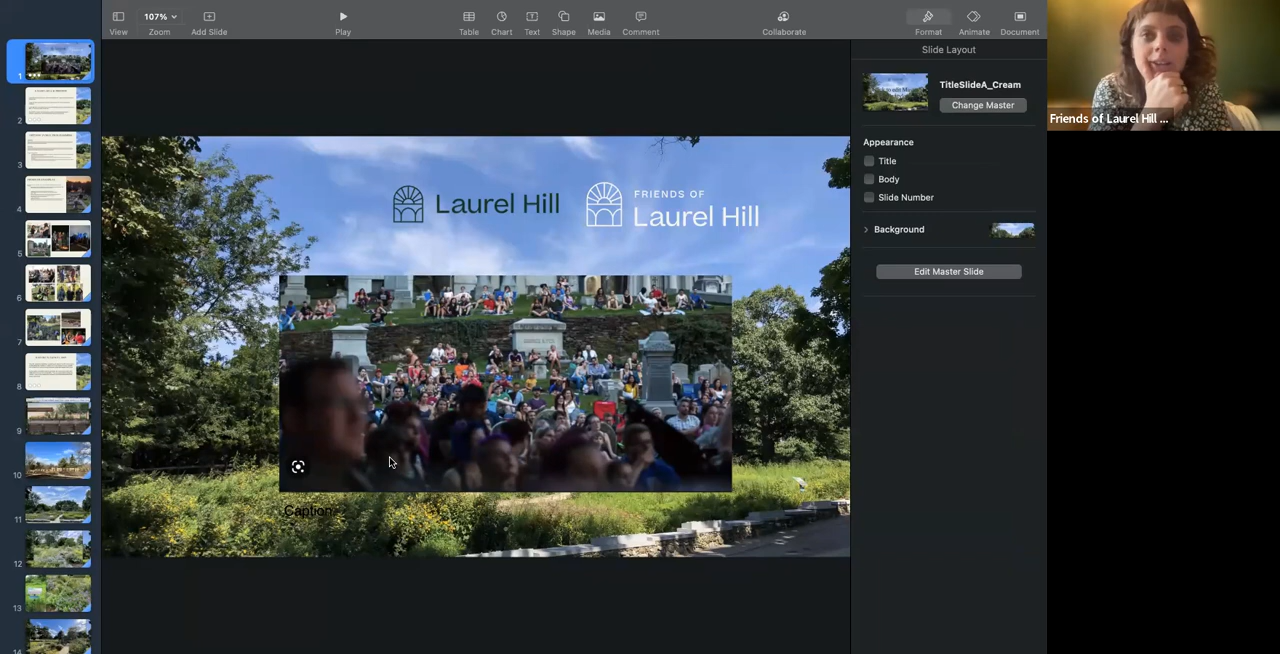 107%
View
Zoom
Add Slide
Play
Table
Chart
Text
Shape
Media
Comment
Collaborate
Format
Animate
Document
Slide Layout
TitleSlideA_Cream
Change Master
Appearance
Title
Body
Slide Number
Background
Edit Master Slide
Laurel Hill
FRIENDS OF
Laurel Hill
Caption
Friends of Laurel Hill ...
1
2
3
4
5
6
7
8
9
10
11
12
13
14